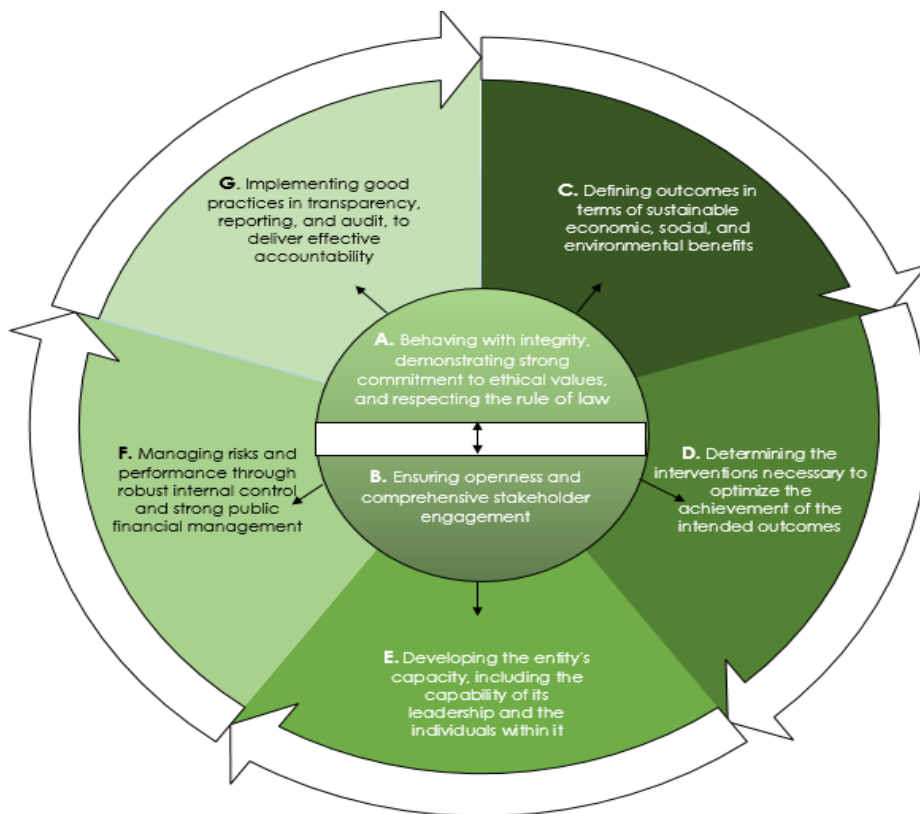 A. Behaving with integrity,
demonstrating strong
commitment to ethical values,
and respecting the rule of law
B. Ensuring openness and
comprehensive stakeholder
engagement
C. Defining outcomes in
terms of sustainable
economic, social, and
environmental benefits
D. Determining the
interventions necessary to
optimize the
achievement of the
intended outcomes
E. Developing the entity's
capacity, including the
capability of its
leadership and the
individuals within it
F. Managing risks and
performance through
robust internal control
and strong public
financial management
G. Implementing good
practices in transparency,
reporting, and audit, to
deliver effective
accountability